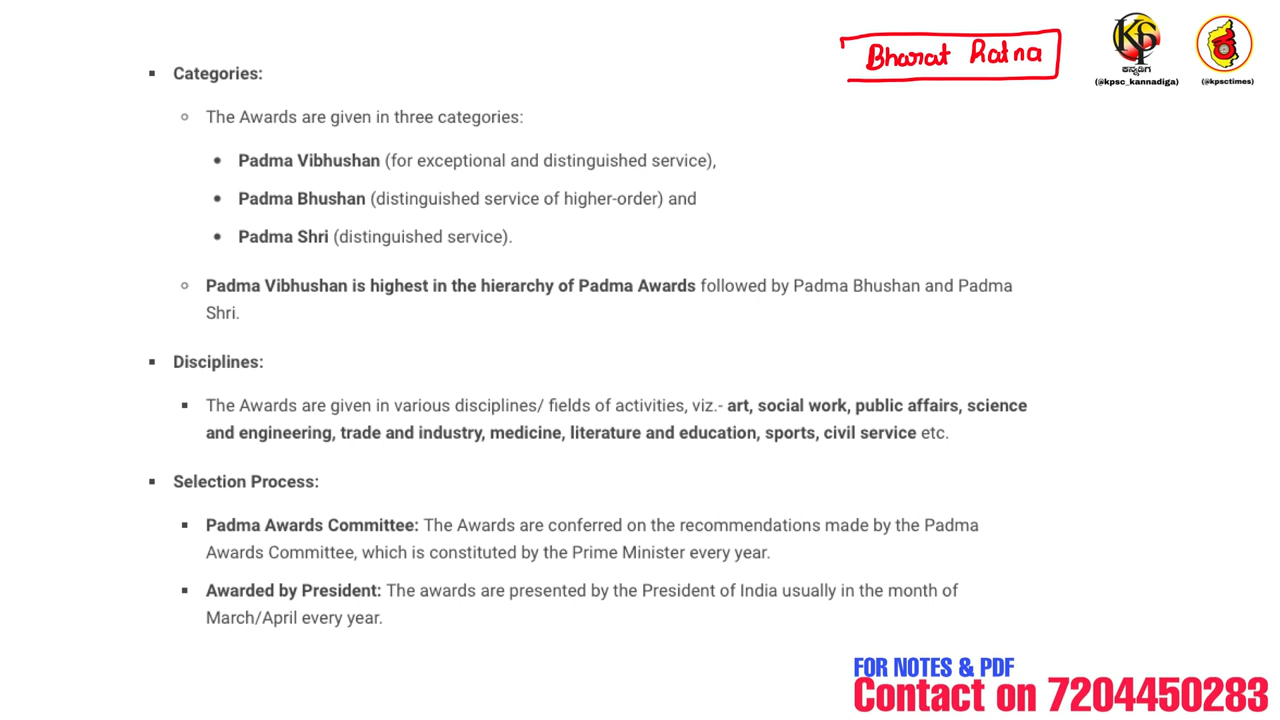 Bharat Ratna
KP
ಕನ್ನಡಿಗ
(@kpsc_kannadiga)
(@kpsctimes)
▪ Categories:
○ The Awards are given in three categories:
• Padma Vibhushan (for exceptional and distinguished service),
• Padma Bhushan (distinguished service of higher-order) and
• Padma Shri (distinguished service).
○ Padma Vibhushan is highest in the hierarchy of Padma Awards followed by Padma Bhushan and Padma
Shri.
▪ Disciplines:
▪ The Awards are given in various disciplines/ fields of activities, viz.- art, social work, public affairs, science
and engineering, trade and industry, medicine, literature and education, sports, civil service etc.
▪ Selection Process:
▪ Padma Awards Committee: The Awards are conferred on the recommendations made by the Padma
Awards Committee, which is constituted by the Prime Minister every year.
▪ Awarded by President: The awards are presented by the President of India usually in the month of
March/April every year.
FOR NOTES & PDF
Contact on 7204450283